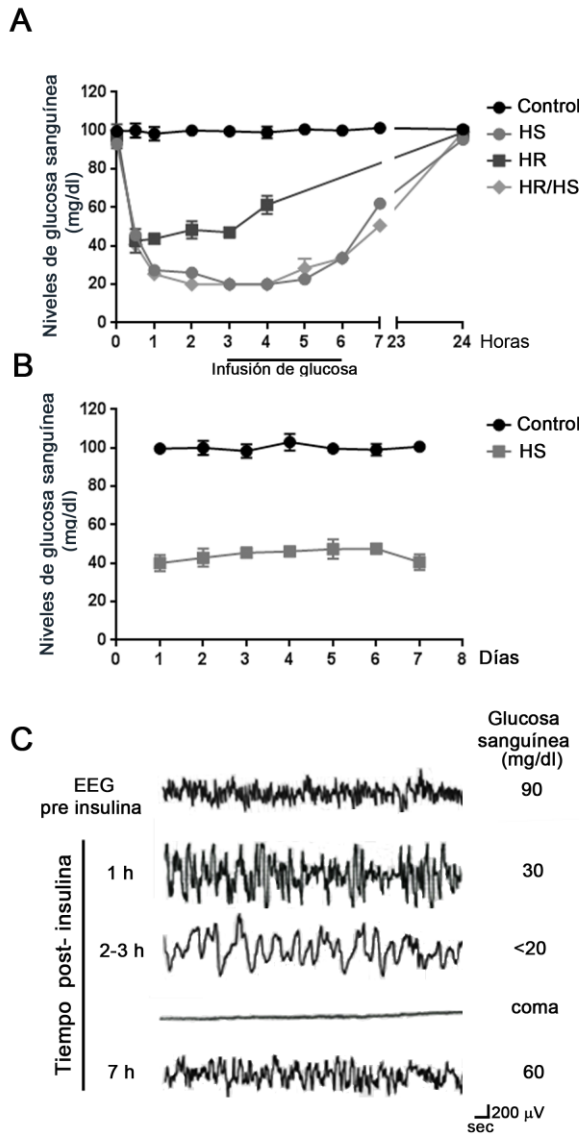 A
Niveles de glucosa sanguínea
(mg/dl)
120
100
80
60
40
20
0
0 1 2 3 4 5 6 7 23 24 Horas
Infusión de glucosa
Control
HS
HR
HR/HS
B
Niveles de glucosa sanguínea
(mg/dl)
120
100
80
60
40
20
0
0 1 2 3 4 5 6 7 8 Días
Control
HS
C
Glucosa
sanguínea
(mg/dl)
EEG
pre insulina
90
Tiempo post- insulina
1 h
30
2-3 h
<20
coma
7 h
60
200 µV
sec